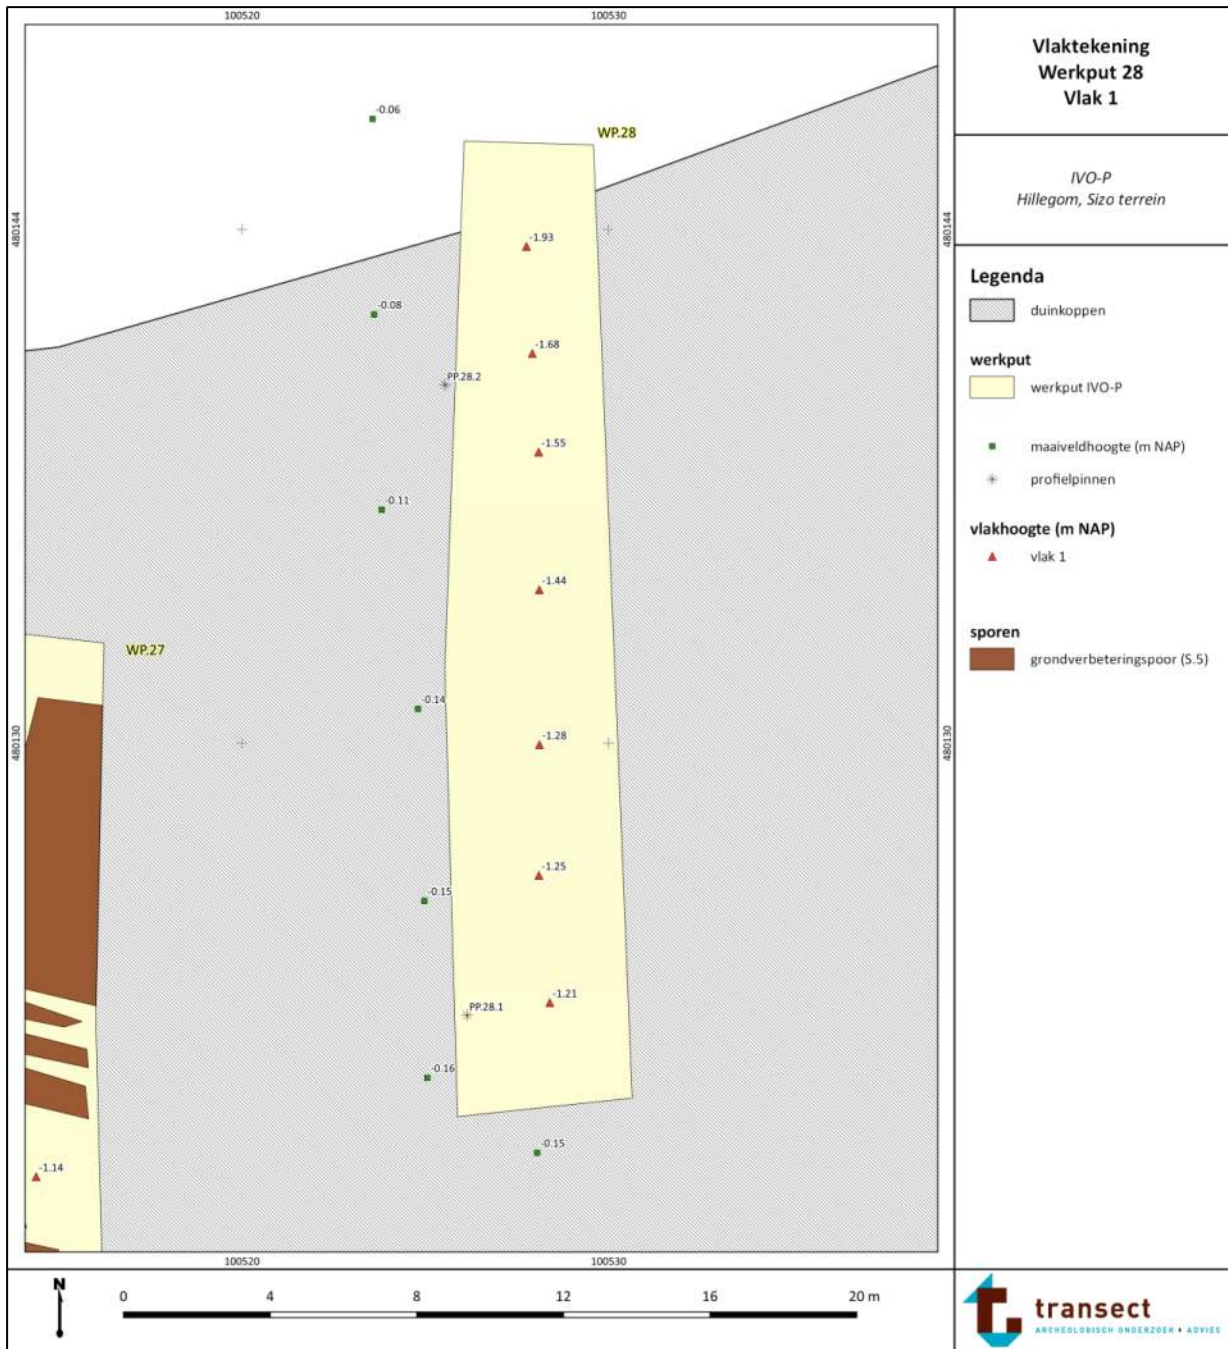 100520
100530
Vlaktekening
Werkput 28
Vlak 1
IVO-P
Hillegom, Sizo terrein
-0.06
WP.28
480144
480144
-1.93
-0.08
-1.68
PP.28.2
-1.55
-0.11
-1.44
WP.27
-0.14
-1.28
480130
480130
-1.25
-0.15
-1.21
PP.28.1
-0.16
-0.15
-1.14
100520
100530
Legenda
duinkoppen
werkput
werkput IVO-P
maaiveldhoogte (m NAP)
profielpinnen
vlakhoogte (m NAP)
vlak 1
sporen
grondverbeteringspoor (S.5)
N
0 4 8 12 16 20 m
transect
ARCHEOLOGISCH ONDERZOEK & ADVIES